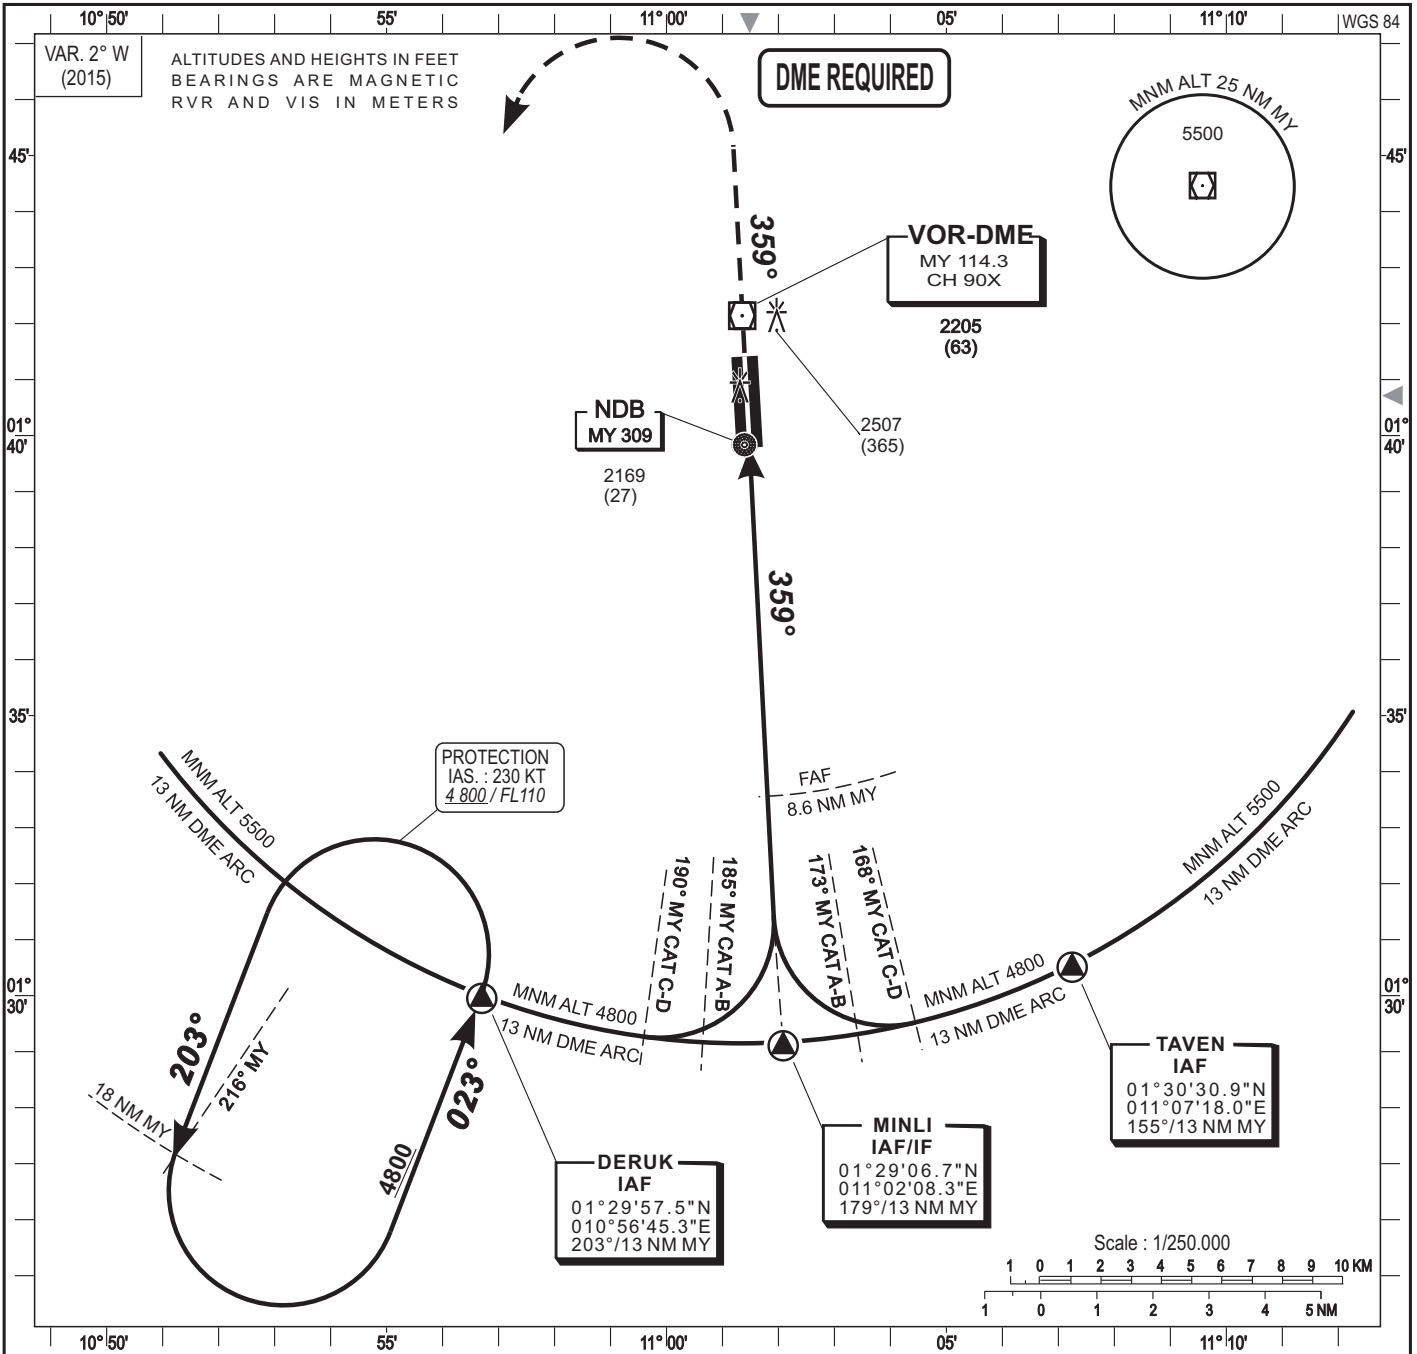 10°50'
55'
11°00'
05'
11°10'
WGS 84
VAR. 2° W
(2015)
ALTITUDES AND HEIGHTS IN FEET
BEARINGS ARE MAGNETIC
RVR AND VIS IN METERS
DME REQUIRED
MNM ALT 25 NM MY
5500
45'
45'
359°
VOR-DME
MY 114.3
CH 90X
2205
(63)
NDB
MY 309
2169
(27)
2507
(365)
01°
40'
01°
40'
359°
35'
35'
PROTECTION
IAS. : 230 KT
4 800 / FL110
MNM ALT 5500
13 NM DME ARC
FAF
8.6 NM MY
MNM ALT 5500
13 NM DME ARC
190° MY CAT C-D
185° MY CAT A-B
173° MY CAT A-B
168° MY CAT C-D
01°
30'
01°
30'
MNM ALT 4800
13 NM DME ARC
MNM ALT 4800
13 NM DME ARC
203°
216° MY
18 NM MY
023°
4800
TAVEN
IAF
01°30'30.9"N
011°07'18.0"E
155°/13 NM MY
MINLI
IAF/IF
01°29'06.7"N
011°02'08.3"E
179°/13 NM MY
DERUK
IAF
01°29'57.5"N
010°56'45.3"E
203°/13 NM MY
Scale : 1/250.000
1 0 1 2 3 4 5 6 7 8 9 10 KM
1 0 1 2 3 4 5 NM
10°50'
55'
11°00'
05'
11°10'